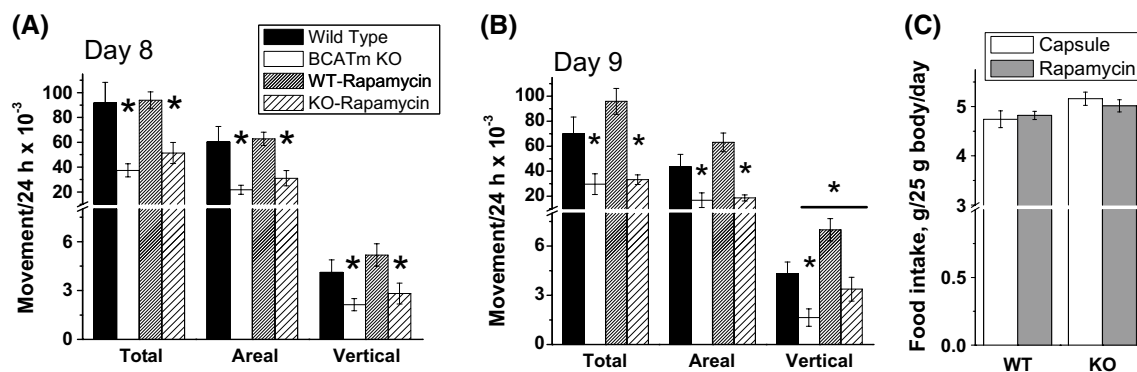 (A)
Day 8
Wild Type
BCATm KO
WT-Rapamycin
KO-Rapamycin
Movement/24 h x 10-3
100
80
60
40
20
6
3
0
* * * * * *
Total Areal Vertical
(B)
Day 9
Movement/24 h x 10-3
100
80
60
40
20
6
3
0
* * * * * *
Total Areal Vertical
(C)
Capsule
Rapamycin
Food intake, g/25 g body/day
5
4
3
0.5
0.0
WT KO